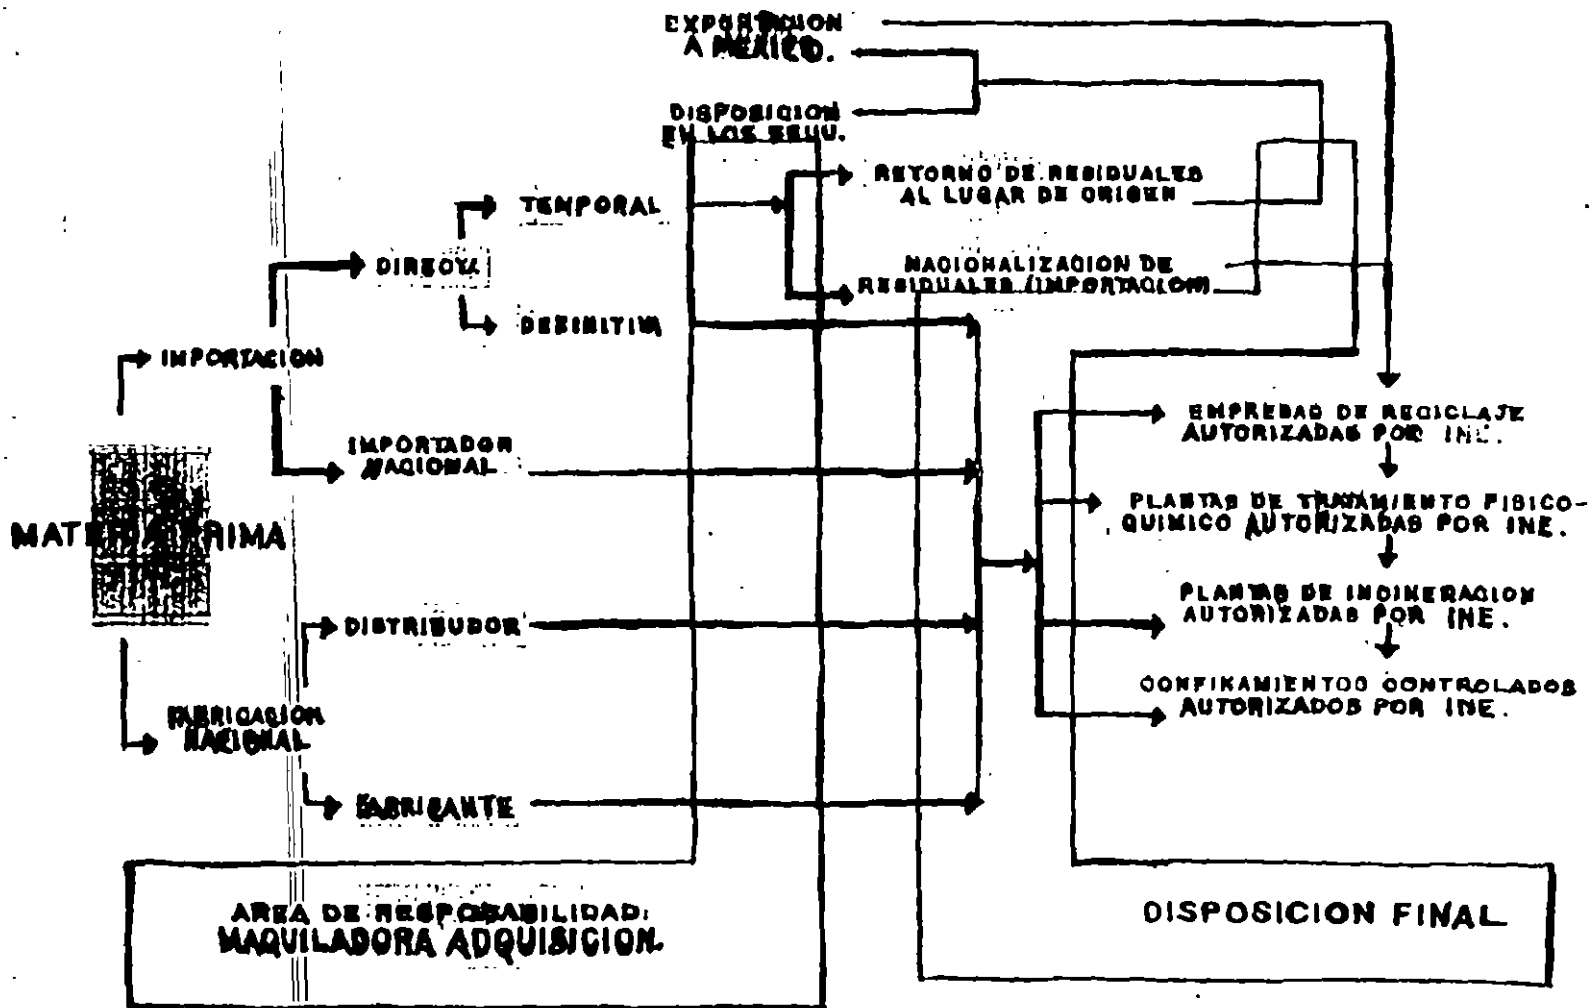 EXPORTACION
A MEXICO.
DISPOSICION
EN LOS EEUU.
RETORNO DE RESIDUALES
AL LUGAR DE ORIGEN
TEMPORAL
DIRECTA
NACIONALIZACION DE
RESIDUALES (IMPORTACION)
DEFINITIVA
IMPORTACION
EMPRESAS DE RECICLAJE
AUTORIZADAS POR INE.
IMPORTADOR
NACIONAL
PLANTAS DE TRATAMIENTO FISICO-
QUIMICO AUTORIZADAS POR INE.
MATERIA PRIMA
PLANTAS DE INCINERACION
AUTORIZADAS POR INE.
DISTRIBUDOR
CONFINAMIENTOS CONTROLADOS
AUTORIZADOS POR INE.
FABRICACION
NACIONAL
FABRICANTE
AREA DE RESPOSABILIDAD:
MAQUILADORA ADQUISICION.
DISPOSICION FINAL